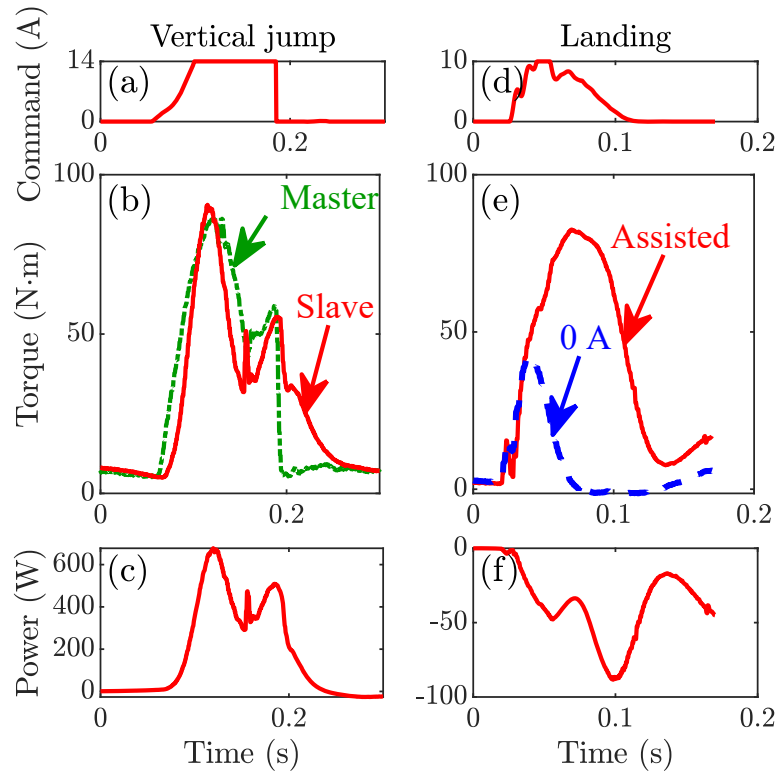 Vertical jump
Landing
Command (A)
14
0
(a)
0
0.2
10
0
(d)
0
0.1
0.2
Torque (N·m)
100
50
0
(b)
Master
Slave
0
0.2
100
50
0
(e)
Assisted
0 A
0
0.1
0.2
Power (W)
600
400
200
0
(c)
0
0.2
Time (s)
0
-50
-100
(f)
0
0.1
0.2
Time (s)